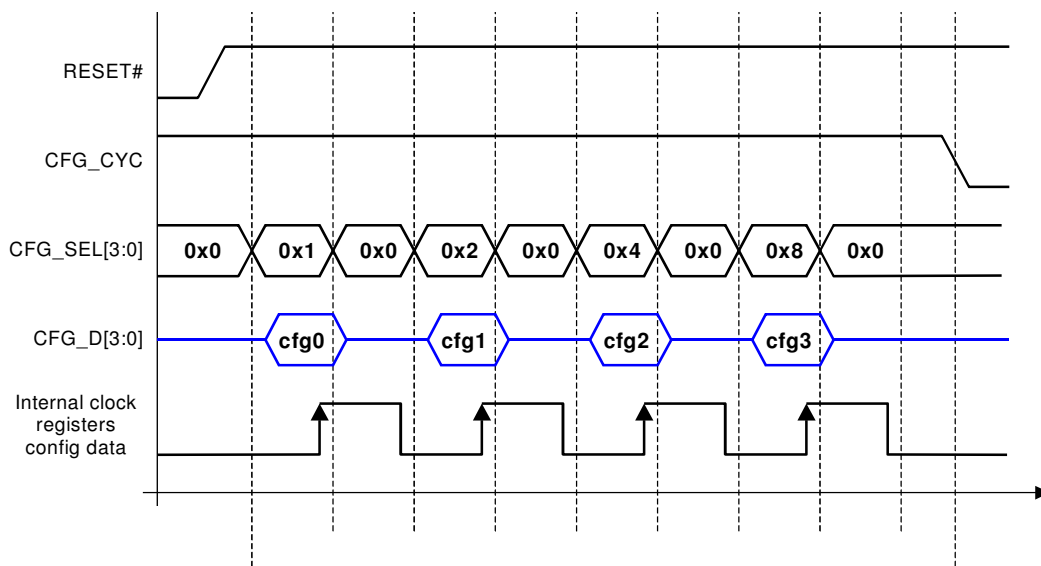 RESET#
CFG_CYC
CFG_SEL[3:0] 0x0 0x1 0x0 0x2 0x0 0x4 0x0 0x8 0x0
CFG_D[3:0] cfg0 cfg1 cfg2 cfg3
Internal clock
registers
config data